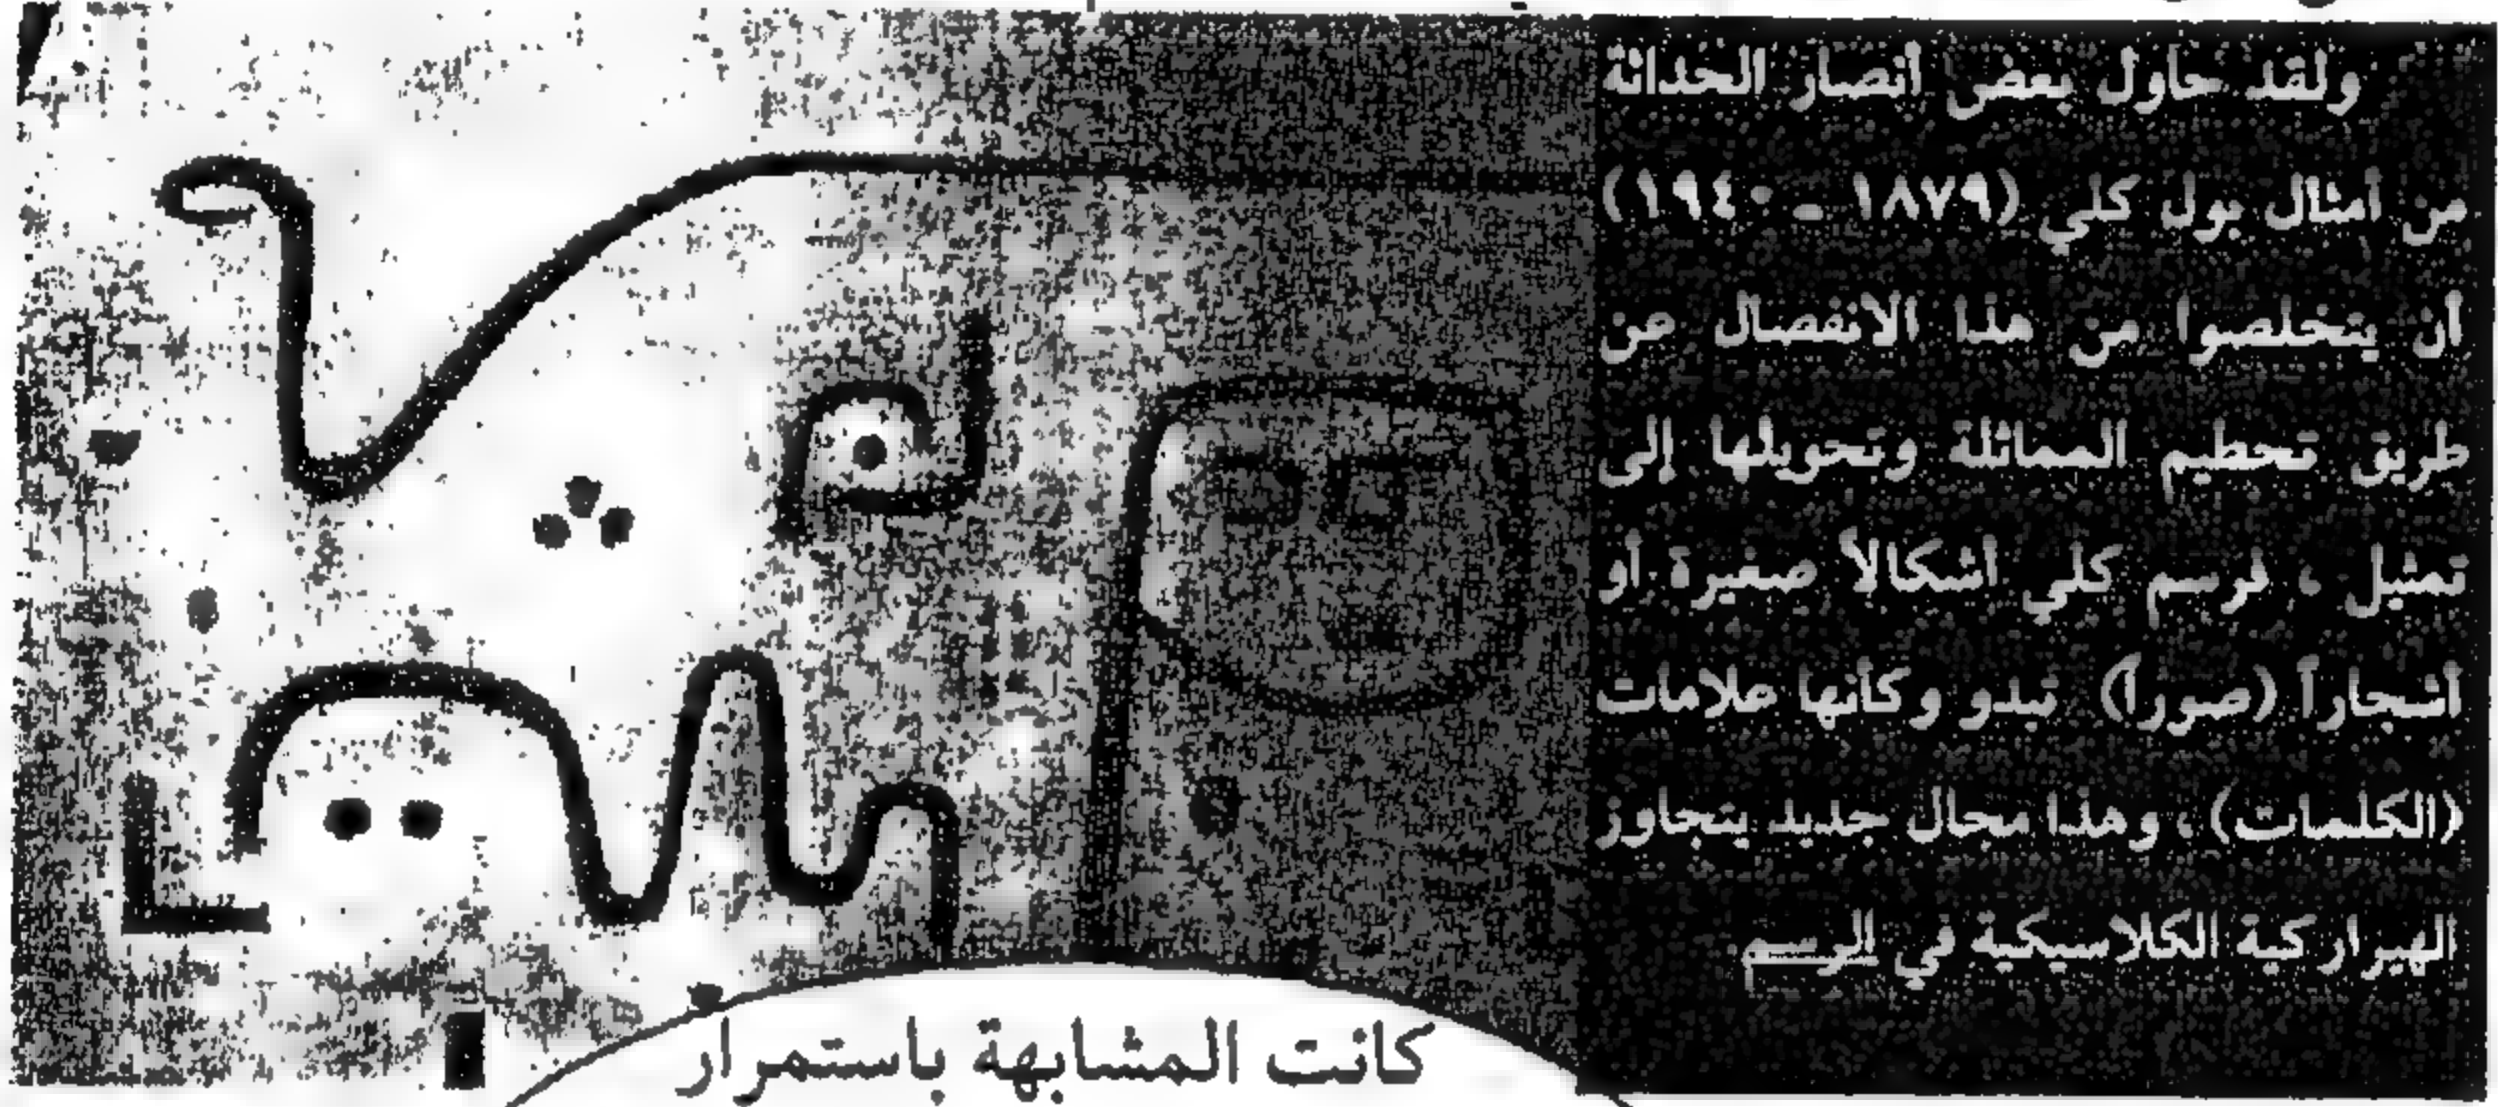 ولقد حاول بعض أنصار الحداثة
من أمثال بول كلي (١٨٧٩ - ١٩٤٠)
أن يتخلصوا من هذا الانفصال عن
طريق تحطيم المماثلة وتحويلها إلى
تمثيل ، فرسم كلي أشكالاً صغيرة أو
أشجاراً (صوراً) تبدو وكأنها علامات
(الكلمات) ، وهذا مجال جديد يتجاوز
الهيراركية الكلاسيكية في الرسم
كانت المشابهة باستمرار